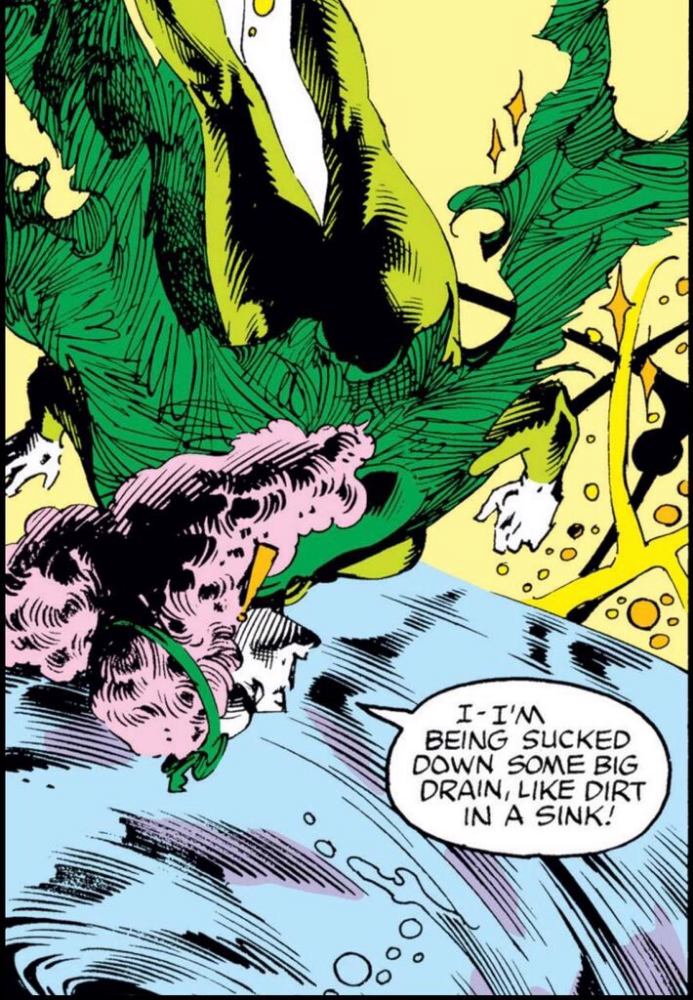 I-I'M
BEING SUCKED
DOWN SOME BIG
DRAIN, LIKE DIRT
IN A SINK!